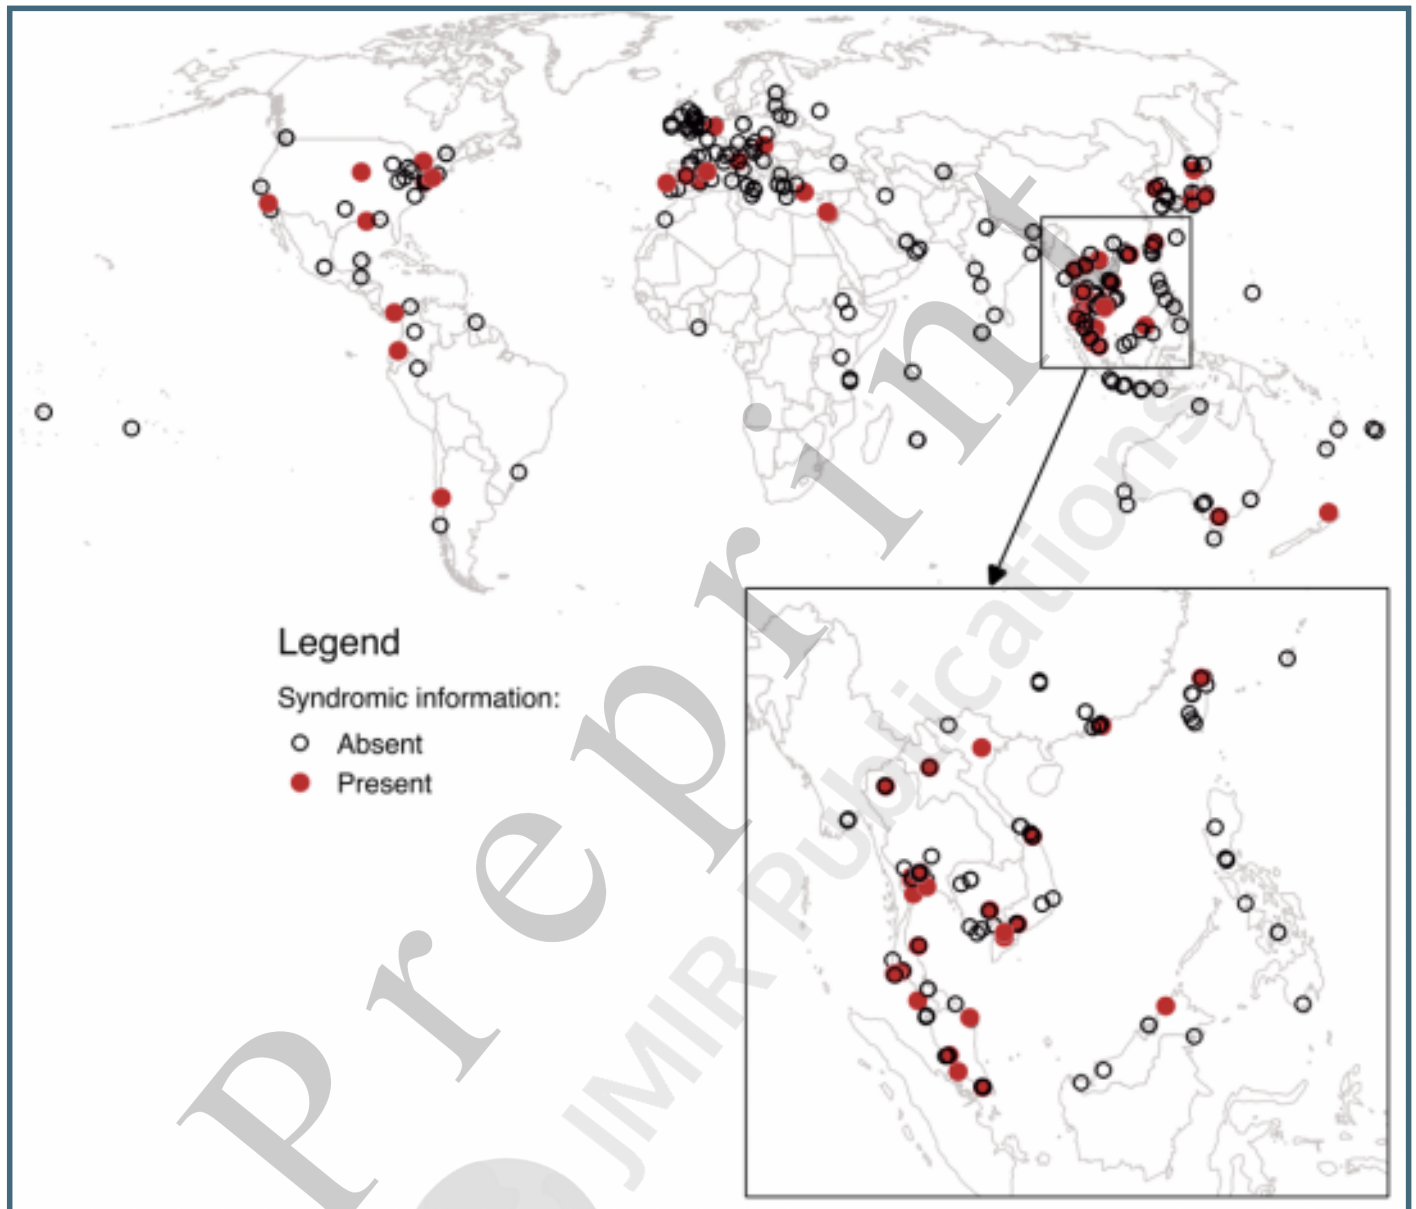 Legend
Syndromic information:
Absent
Present
Preprint
JMIR Publications